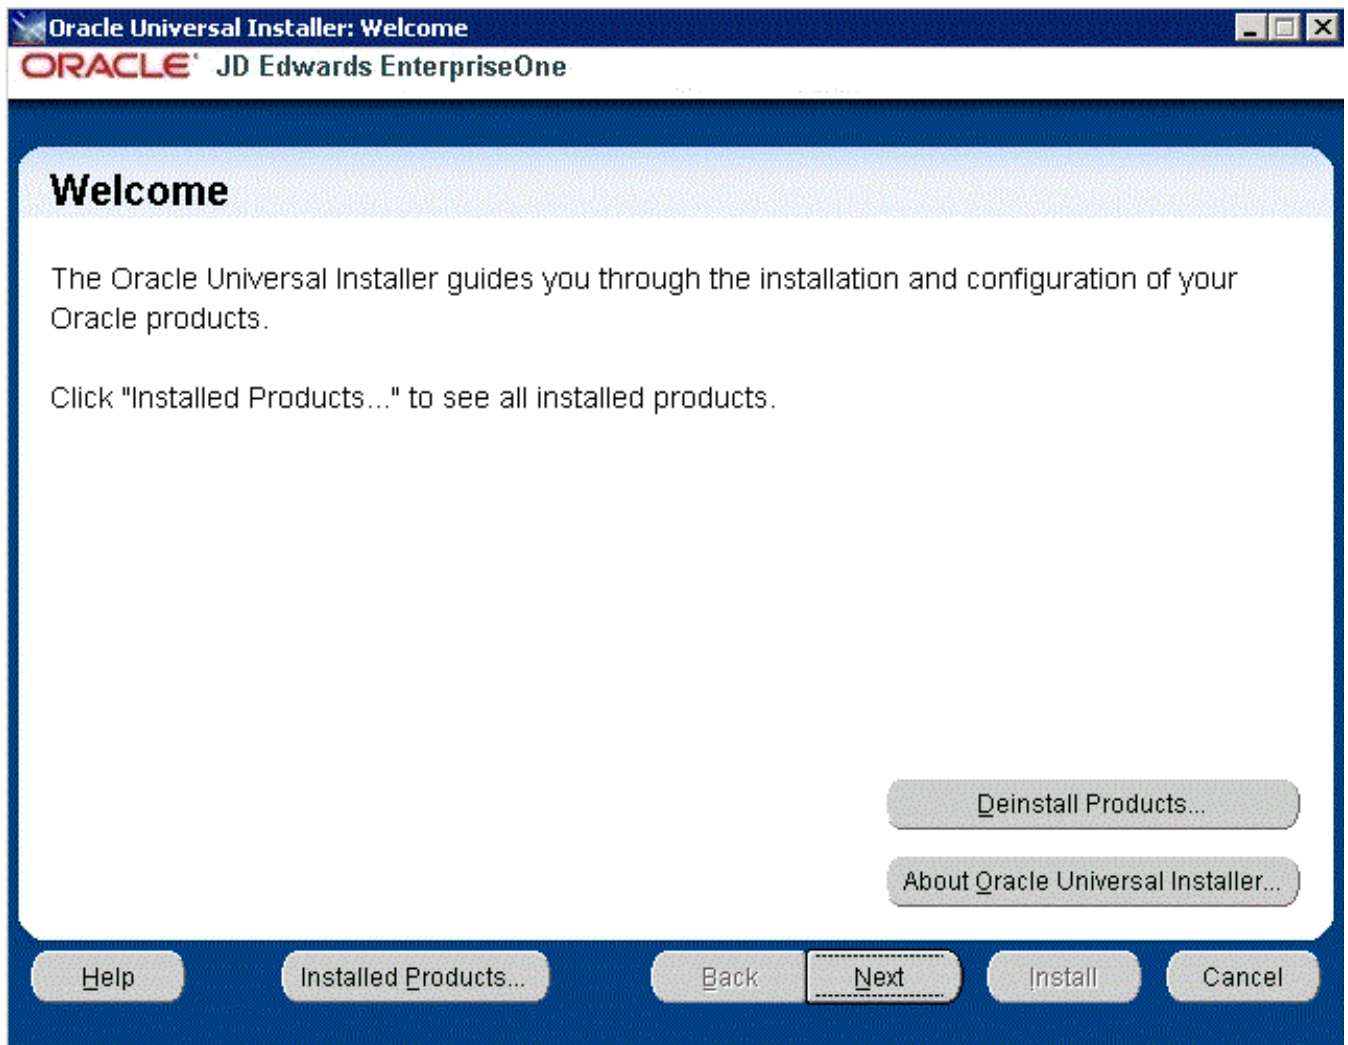 Oracle Universal Installer: Welcome
ORACLE JD Edwards EnterpriseOne
Welcome
The Oracle Universal Installer guides you through the installation and configuration of your
Oracle products.
Click "Installed Products..." to see all installed products.
Deinstall Products...
About Oracle Universal Installer...
Help Installed Products... Back Next Install Cancel